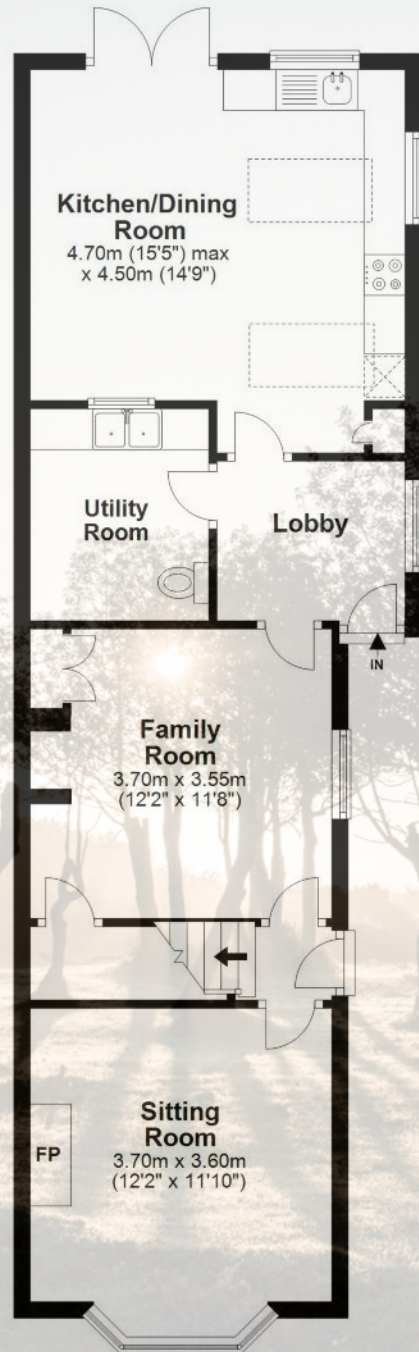 Kitchen/Dining
Room
4.70m (15'5") max
x 4.50m (14'9")
Utility
Room
Lobby
IN
Family
Room
3.70m x 3.55m
(12'2" x 11'8")
Sitting
Room
3.70m x 3.60m
(12'2" x 11'10")
FP